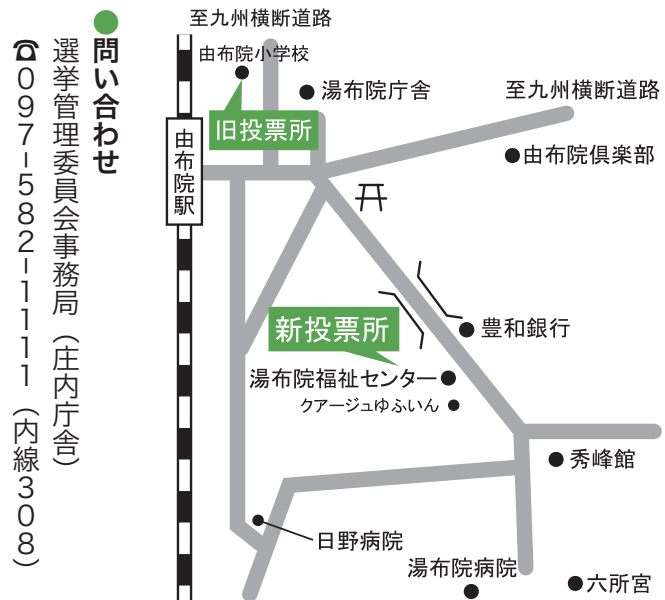 ●問い合わせ
選挙管理委員会事務局（庄内庁舎）
☎097-582-1111（内線308）
至九州横断道路
由布院小学校
湯布院庁舎
至九州横断道路
旧投票所
由布院倶楽部
由布院駅
新投票所
豊和銀行
湯布院福祉センター
クアージュゆふいん
秀峰館
日野病院
湯布院病院
六所宮